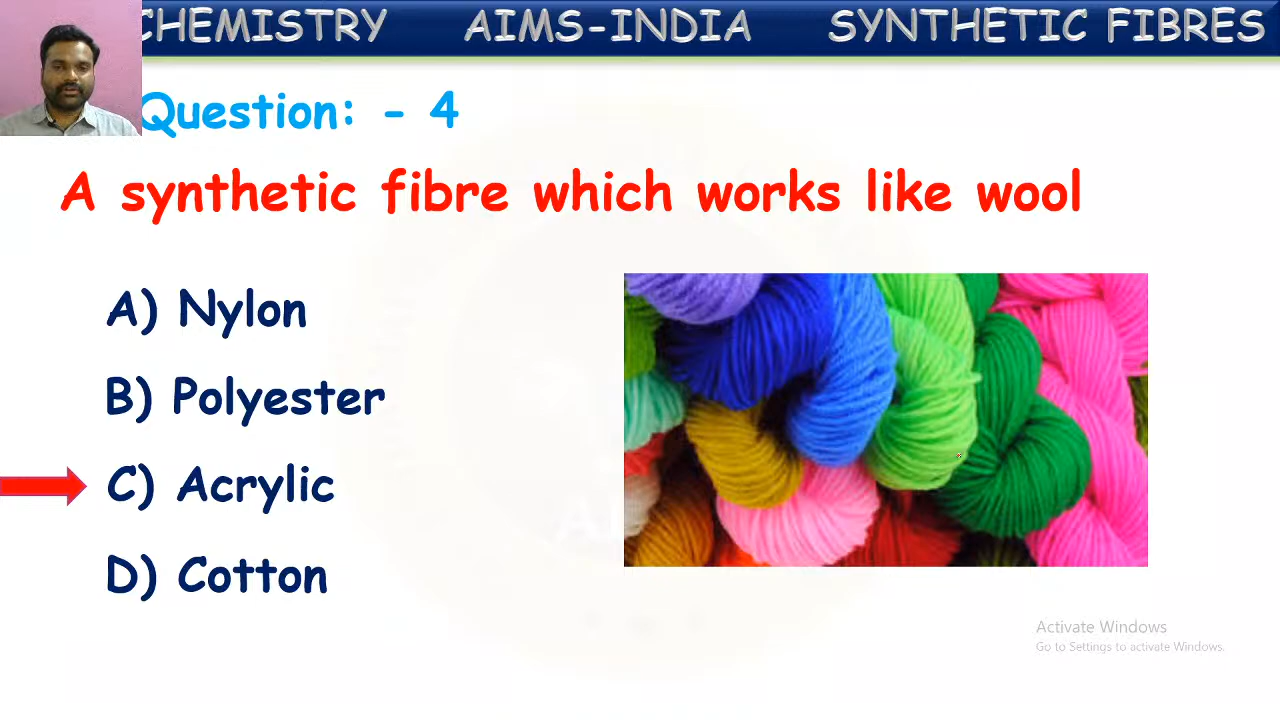 CHEMISTRY AIMS-INDIA SYNTHETIC FIBRES
Question: - 4
A synthetic fibre which works like wool
A) Nylon
B) Polyester
C) Acrylic
D) Cotton
Activate Windows
Go to Settings to activate Windows.